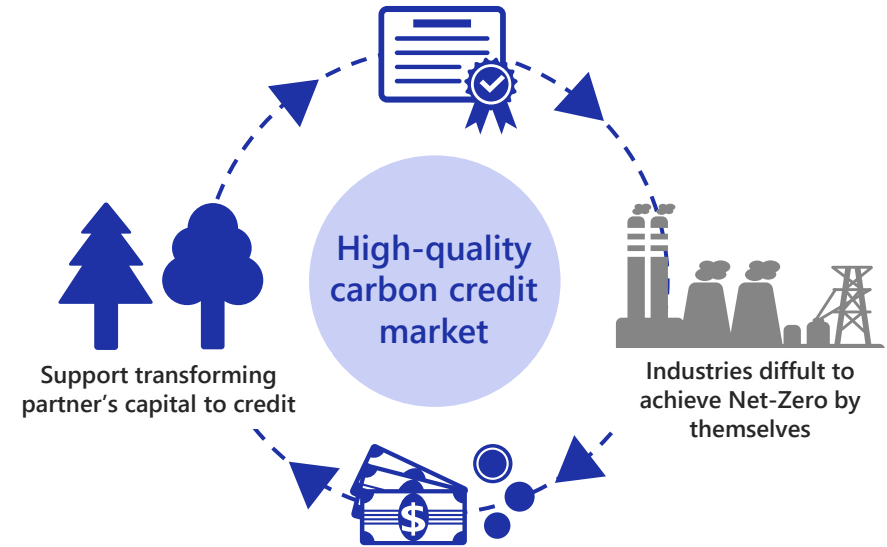 High-quality
carbon credit
market
Support transforming
partner's capital to credit
Industries diffult to
achieve Net-Zero by
themselves
$